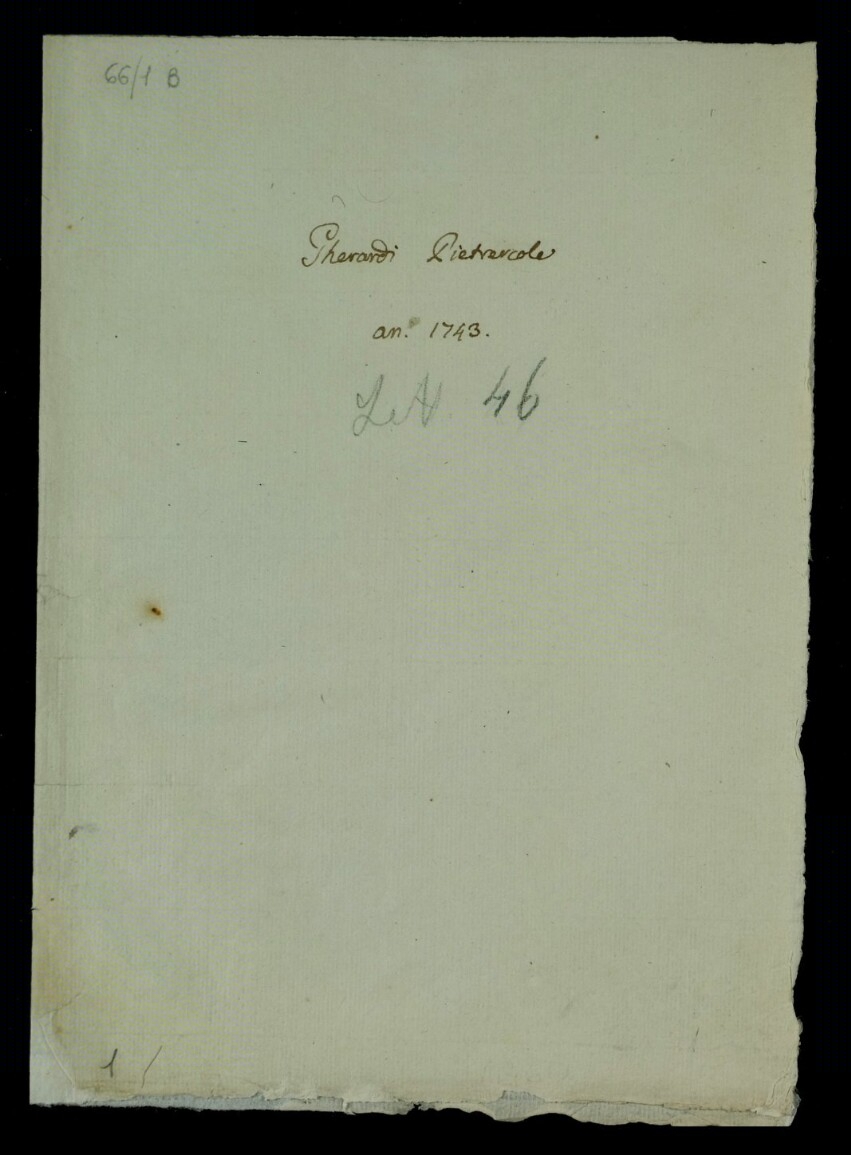 66/1 B
Gherardi Pietrercole
an: 1743.
Lett. 46
1 /